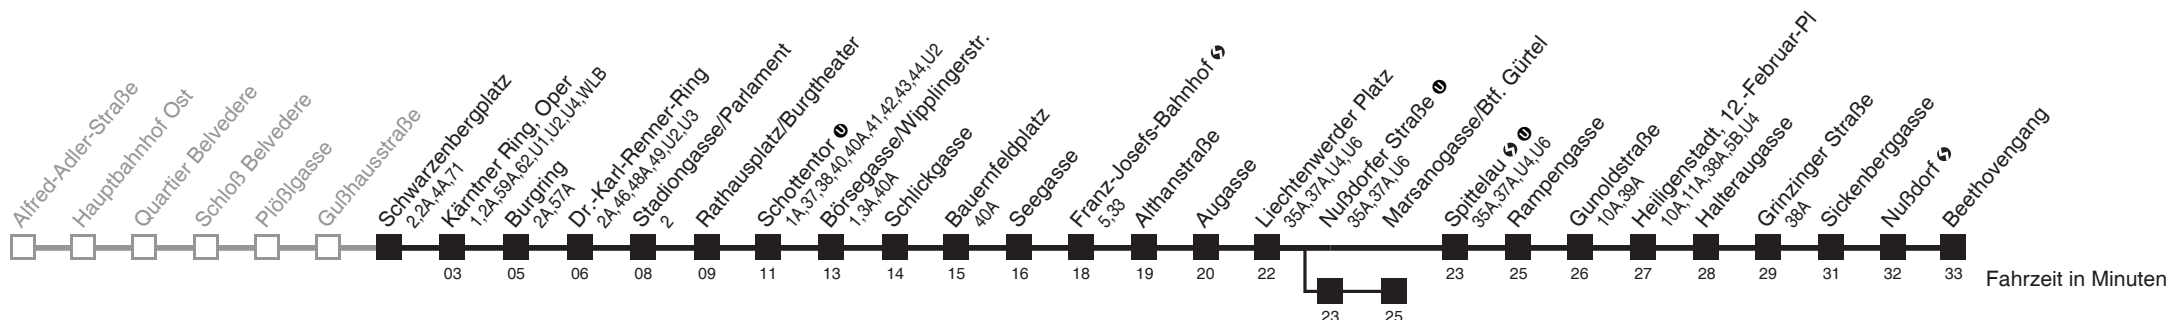 Alfred-Adler-Straße
Hauptbahnhof Ost
Quartier Belvedere
Schloß Belvedere
Plößlgasse
Gußhausstraße
Schwarzenbergplatz
2,2A,4A,71
Kärntner Ring, Oper
1,2A,59A,62,U1,U2,U4,WLB
Burgring
2A,57A
Dr.-Karl-Renner-Ring
2A,46,48A,49,U2,U3
Stadiongasse/Parlament
2
Rathausplatz/Burgtheater
Schottentor U
1A,37,38,40,40A,41,42,43,44,U2
Börsegasse/Wipplingerstr.
1,3A,40A
Schlickgasse
Bauernfeldplatz
40A
Seegasse
Franz-Josefs-Bahnhof S
5,33
Althanstraße
Augasse
Liechtenwerder Platz
35A,37A,U4,U6
Nußdorfer Straße U
35A,37A,U6
Marsanogasse/Btf. Gürtel
Spittelau S U
35A,37A,U4,U6
Rampengasse
Gunoldstraße
10A,39A
Heiligenstadt, 12.-Februar-Pl
10A,11A,38A,5B,U4
Halteraugasse
Grinzinger Straße
38A
Sickenberggasse
Nußdorf S
Beethovengang
03 05 06 08 09 11 13 14 15 16 18 19 20 22 23 25 26 27 28 29 31 32 33
Fahrzeit in Minuten
23 25